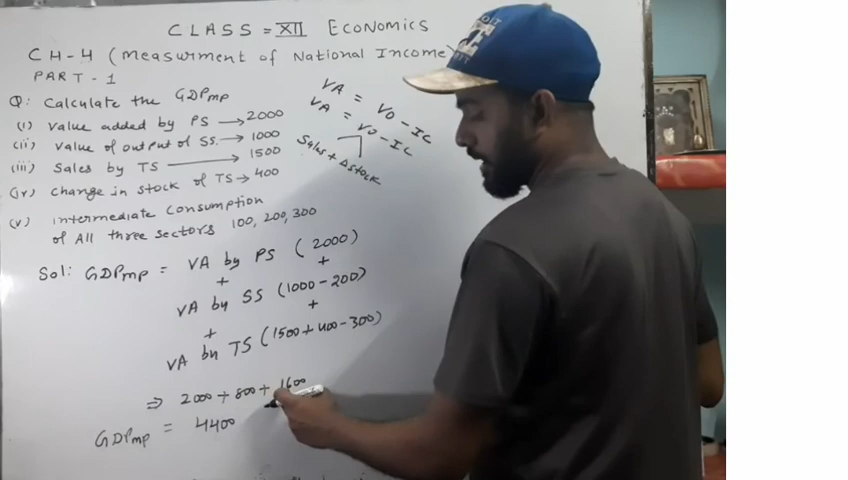 CLASS = XII ECONOMICS
CH-4 (Measurment of National Income)
PART-1
Q: Calculate the GDPmp
(i) Value added by PS → 2000
(ii) Value of output of SS. → 1000
(iii) Sales by TS → 1500
(iv) Change in stock of TS → 400
(v) Intermediate Consumption
of All three sectors 100, 200, 300
VA = VO - IC
VA = VO - IC
Sales + Δstock
Sol: GDPmp = VA by PS (2000)
+ +
VA by SS (1000-200)
+ +
VA by TS (1500+400-300)
⇒ 2000 + 800 + 1600
GDPmp = 4400